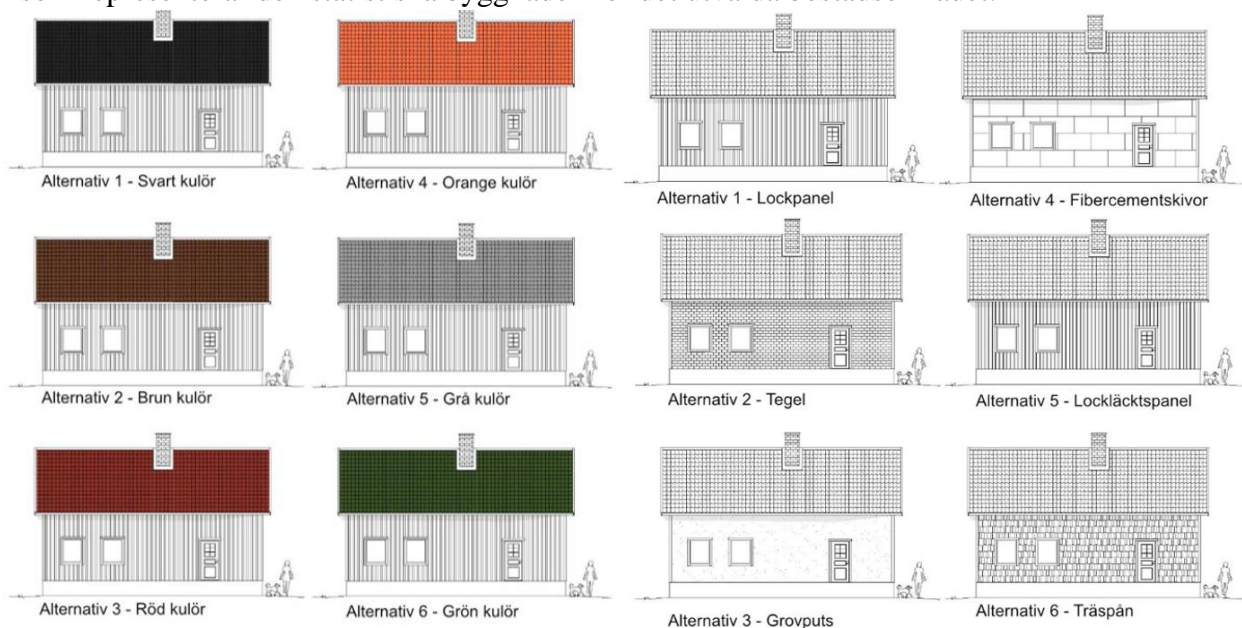 Alternativ 1 - Svart kulör
Alternativ 4 - Orange kulör
Alternativ 2 - Brun kulör
Alternativ 5 - Grå kulör
Alternativ 3 - Röd kulör
Alternativ 6 - Grön kulör
Alternativ 1 - Lockpanel
Alternativ 4 - Fibercementskivor
Alternativ 2 - Tegel
Alternativ 5 - Lockläcktspanel
Alternativ 3 - Grovputs
Alternativ 6 - Träspån